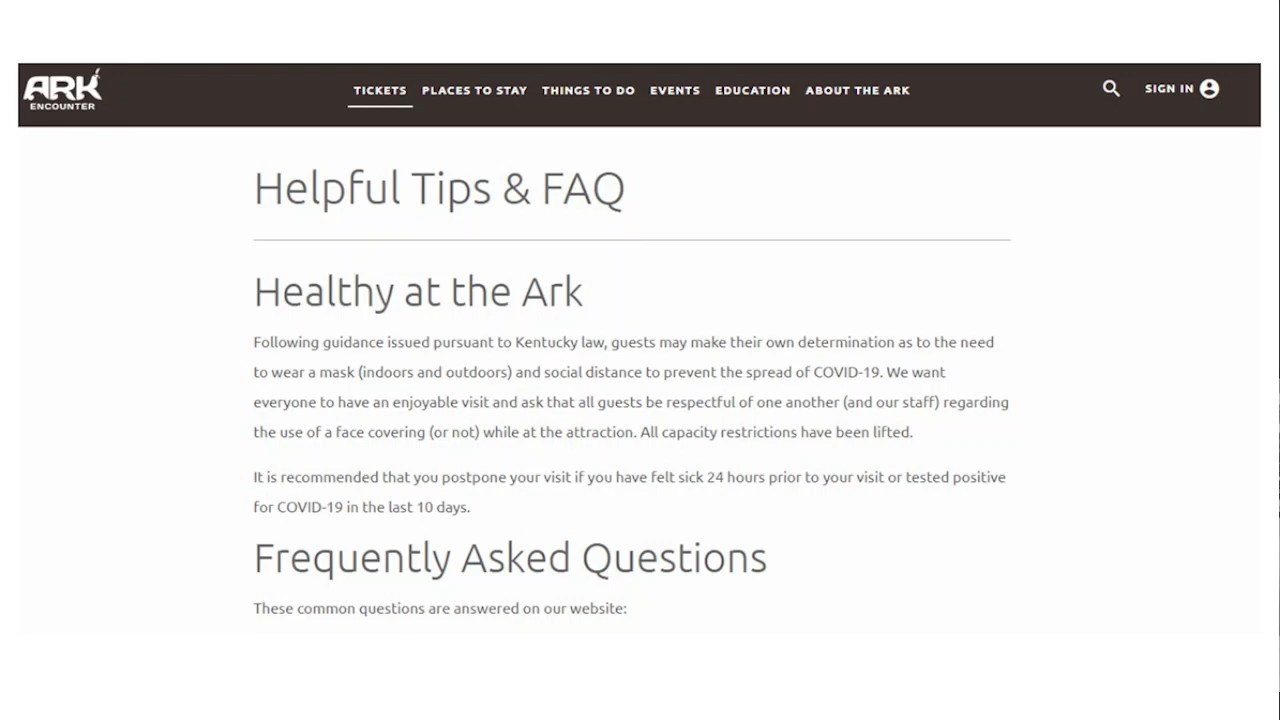 ARK
ENCOUNTER
TICKETS PLACES TO STAY THINGS TO DO EVENTS EDUCATION ABOUT THE ARK
SIGN IN
Helpful Tips & FAQ
Healthy at the Ark
Following guidance issued pursuant to Kentucky law, guests may make their own determination as to the need
to wear a mask (indoors and outdoors) and social distance to prevent the spread of COVID-19. We want
everyone to have an enjoyable visit and ask that all guests be respectful of one another (and our staff) regarding
the use of a face covering (or not) while at the attraction. All capacity restrictions have been lifted.
It is recommended that you postpone your visit if you have felt sick 24 hours prior to your visit or tested positive
for COVID-19 in the last 10 days.
Frequently Asked Questions
These common questions are answered on our website: